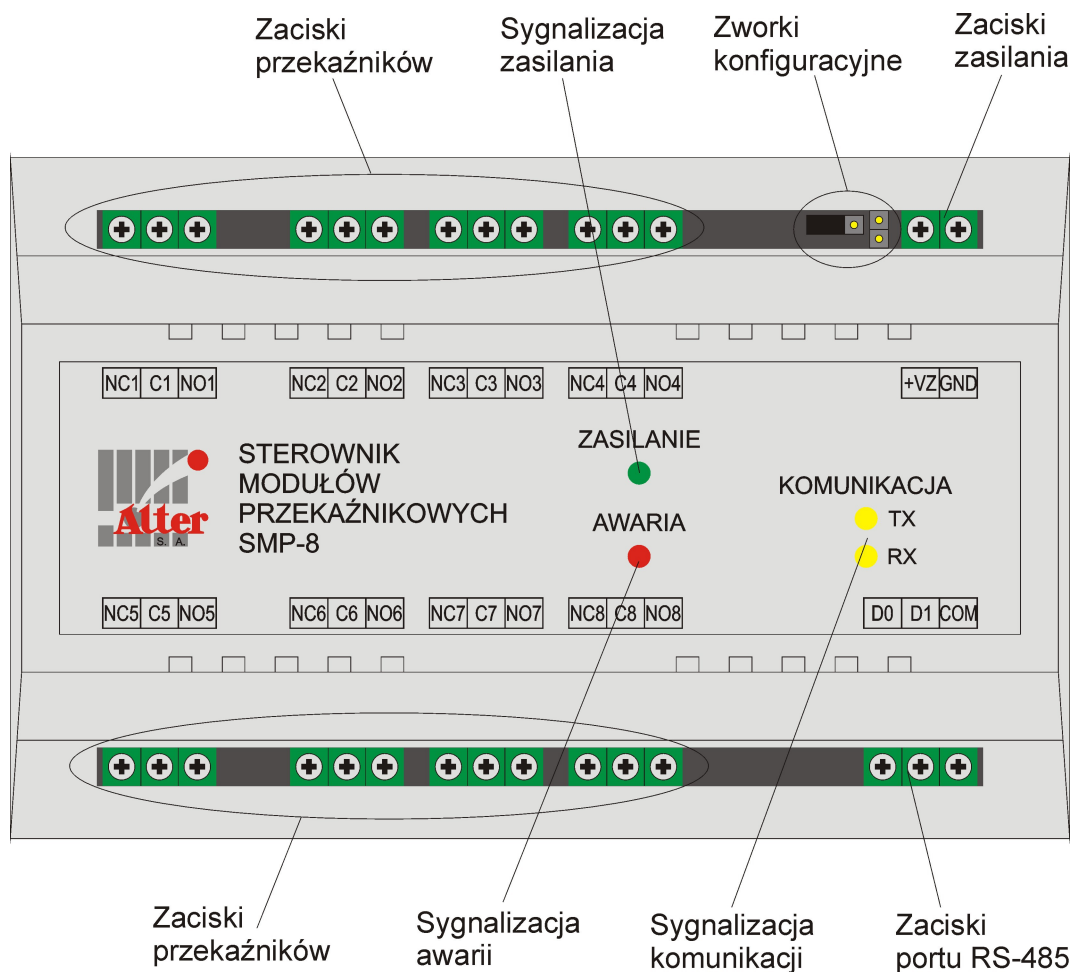 Zaciski
przekaźników
Sygnalizacja
zasilania
Zworki
konfiguracyjne
Zaciski
zasilania
NC1 C1 NO1 NC2 C2 NO2 NC3 C3 NO3 NC4 C4 NO4 +VZ GND
Alter
S. A.
STEROWNIK
MODUŁÓW
PRZEKAŹNIKOWYCH
SMP-8
ZASILANIE
AWARIA
KOMUNIKACJA
TX
RX
NC5 C5 NO5 NC6 C6 NO6 NC7 C7 NO7 NC8 C8 NO8 D0 D1 COM
Zaciski
przekaźników
Sygnalizacja
awarii
Sygnalizacja
komunikacji
Zaciski
portu RS-485